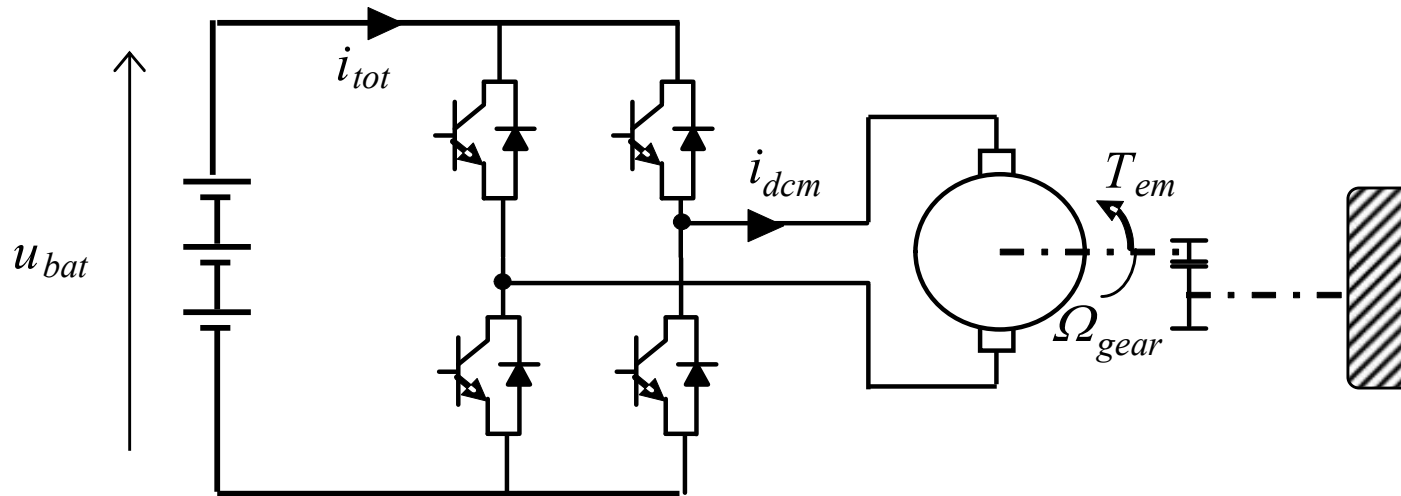 i_tot
u_bat
i_dcm
T_em
Ω_gear